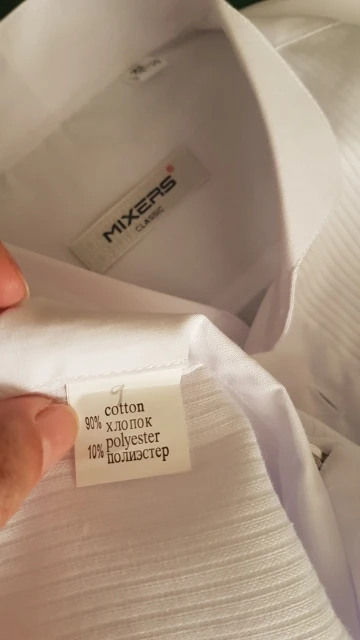 MIXERS
CLASSIC
9
90% cotton
хлопок
10% polyester
полиэстер